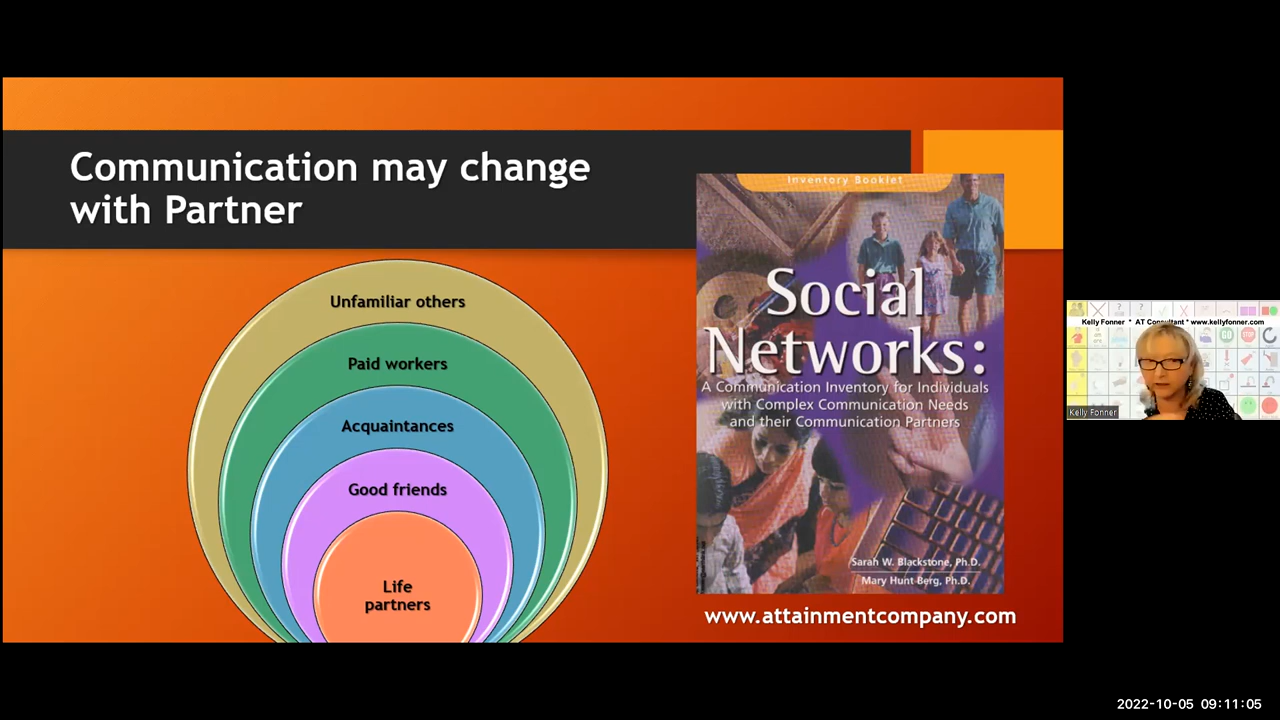 Communication may change
with Partner
Unfamiliar others
Paid workers
Acquaintances
Good friends
Life
partners
Inventory Booklet
Social
Networks:
A Communication Inventory for Individuals
with Complex Communication Needs
and their Communication Partners
Sarah W. Blackstone, Ph.D.
Mary Hunt Berg, Ph.D.
www.attainmentcompany.com
Kelly Fonner * AT Consultant * www.kellyfonner.com
GO
STOP
Kelly Fonner
2022-10-05 09:11:05